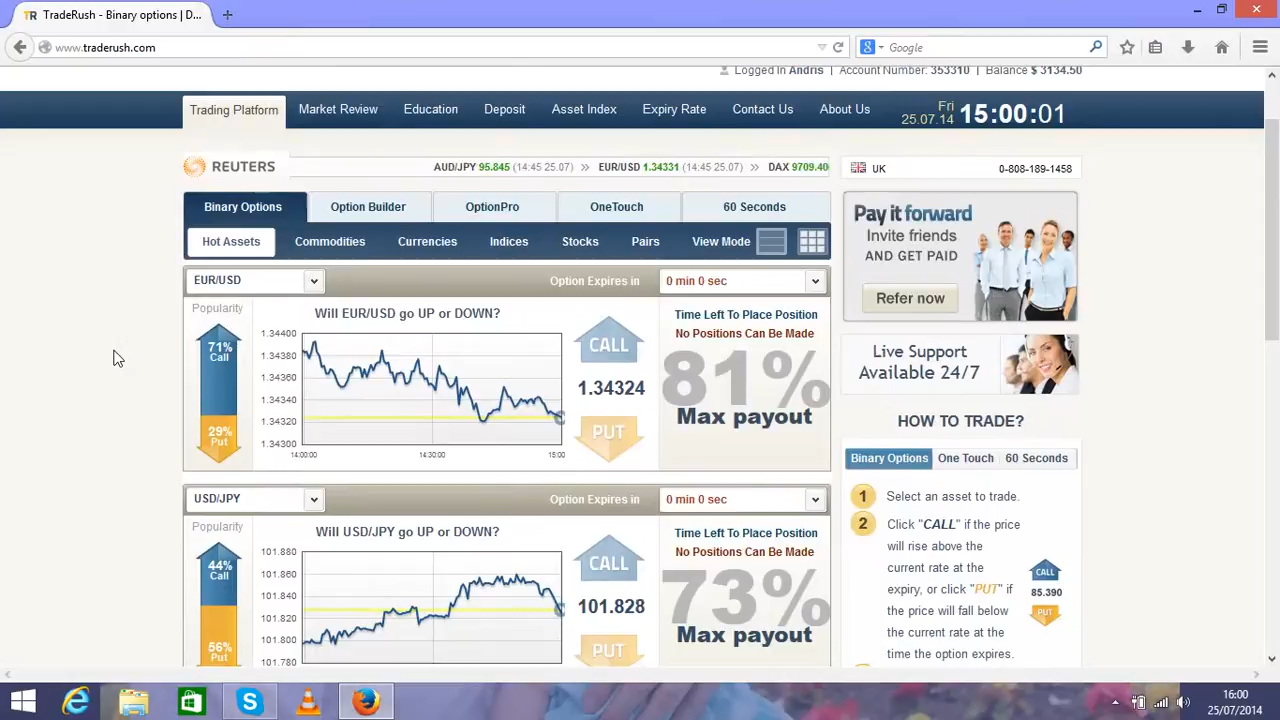 TradeRush - Binary options | D...
www.traderush.com
Google
Logged In Andris | Account Number: 353310 | Balance $ 3134.50
Trading Platform Market Review Education Deposit Asset Index Expiry Rate Contact Us About Us Fri 25.07.14 15:00:01
REUTERS AUD/JPY 95.845 (14:45 25.07) >> EUR/USD 1.34331 (14:45 25.07) >> DAX 9709.40
UK 0-808-189-1458
Binary Options Option Builder OptionPro OneTouch 60 Seconds
Hot Assets Commodities Currencies Indices Stocks Pairs View Mode
EUR/USD Option Expires in 0 min 0 sec
Popularity
71%
Call
29%
Put
Will EUR/USD go UP or DOWN?
1.34400
1.34380
1.34360
1.34340
1.34320
1.34300
14:00:00 14:30:00 15:00
CALL
1.34324
PUT
Time Left To Place Position
No Positions Can Be Made
81%
Max payout
USD/JPY Option Expires in 0 min 0 sec
Popularity
44%
Call
56%
Put
Will USD/JPY go UP or DOWN?
101.880
101.860
101.840
101.820
101.800
101.780
CALL
101.828
PUT
Time Left To Place Position
No Positions Can Be Made
73%
Max payout
Pay it forward
Invite friends
AND GET PAID
Refer now
Live Support
Available 24/7
HOW TO TRADE?
Binary Options One Touch 60 Seconds
1 Select an asset to trade.
2 Click "CALL" if the price
will rise above the
current rate at the
expiry, or click "PUT" if
the price will fall below
the current rate at the
time the option expires.
CALL
85.390
PUT
16:00
25/07/2014